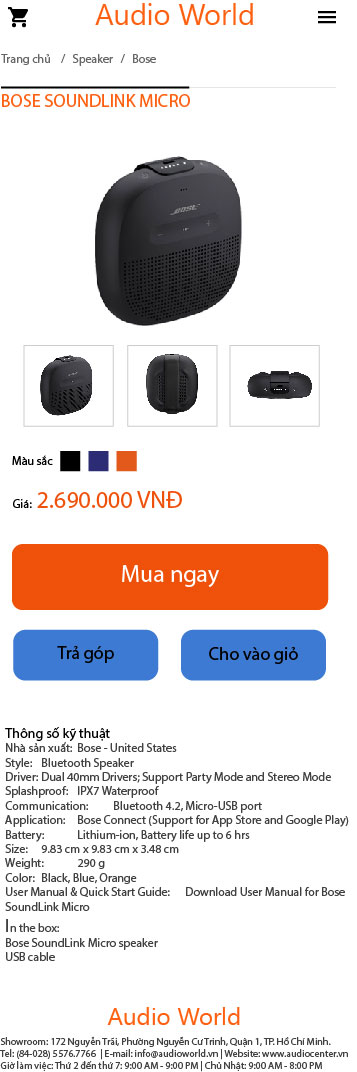 Audio World
Trang chủ / Speaker / Bose
BOSE SOUNDLINK MICRO
BOSE
Màu sắc
Giá: 2.690.000 VNĐ
Mua ngay
Trả góp
Cho vào giỏ
Thông số kỹ thuật
Nhà sản xuất: Bose - United States
Style: Bluetooth Speaker
Driver: Dual 40mm Drivers; Support Party Mode and Stereo Mode
Splashproof: IPX7 Waterproof
Communication: Bluetooth 4.2, Micro-USB port
Application: Bose Connect (Support for App Store and Google Play)
Battery: Lithium-ion, Battery life up to 6 hrs
Size: 9.83 cm x 9.83 cm x 3.48 cm
Weight: 290 g
Color: Black, Blue, Orange
User Manual & Quick Start Guide: Download User Manual for Bose
SoundLink Micro
In the box:
Bose SoundLink Micro speaker
USB cable
Audio World
Showroom: 172 Nguyễn Trãi, Phường Nguyễn Cư Trinh, Quận 1, TP. Hồ Chí Minh.
Tel: (84-028) 5576.7766 | E-mail: info@audioworld.vn | Website: www.audiocenter.vn
Giờ làm việc: Thứ 2 đến thứ 7: 9:00 AM - 9:00 PM | Chủ Nhật: 9:00 AM - 8:00 PM